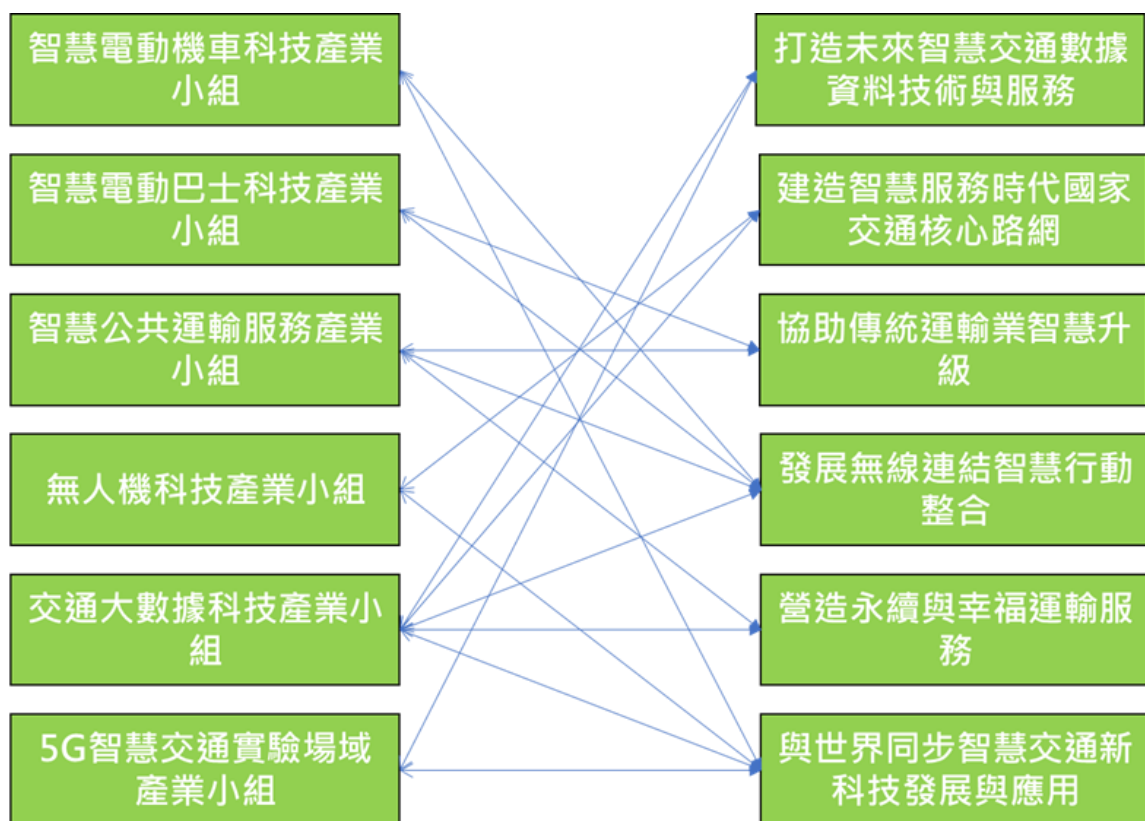 智慧電動機車科技產業
小組
打造未來智慧交通數據
資料技術與服務
智慧電動巴士科技產業
小組
建造智慧服務時代國家
交通核心路網
智慧公共運輸服務產業
小組
協助傳統運輸業智慧升
級
無人機科技產業小組
發展無線連結智慧行動
整合
交通大數據科技產業小
組
營造永續與幸福運輸服
務
5G智慧交通實驗場域
產業小組
與世界同步智慧交通新
科技發展與應用